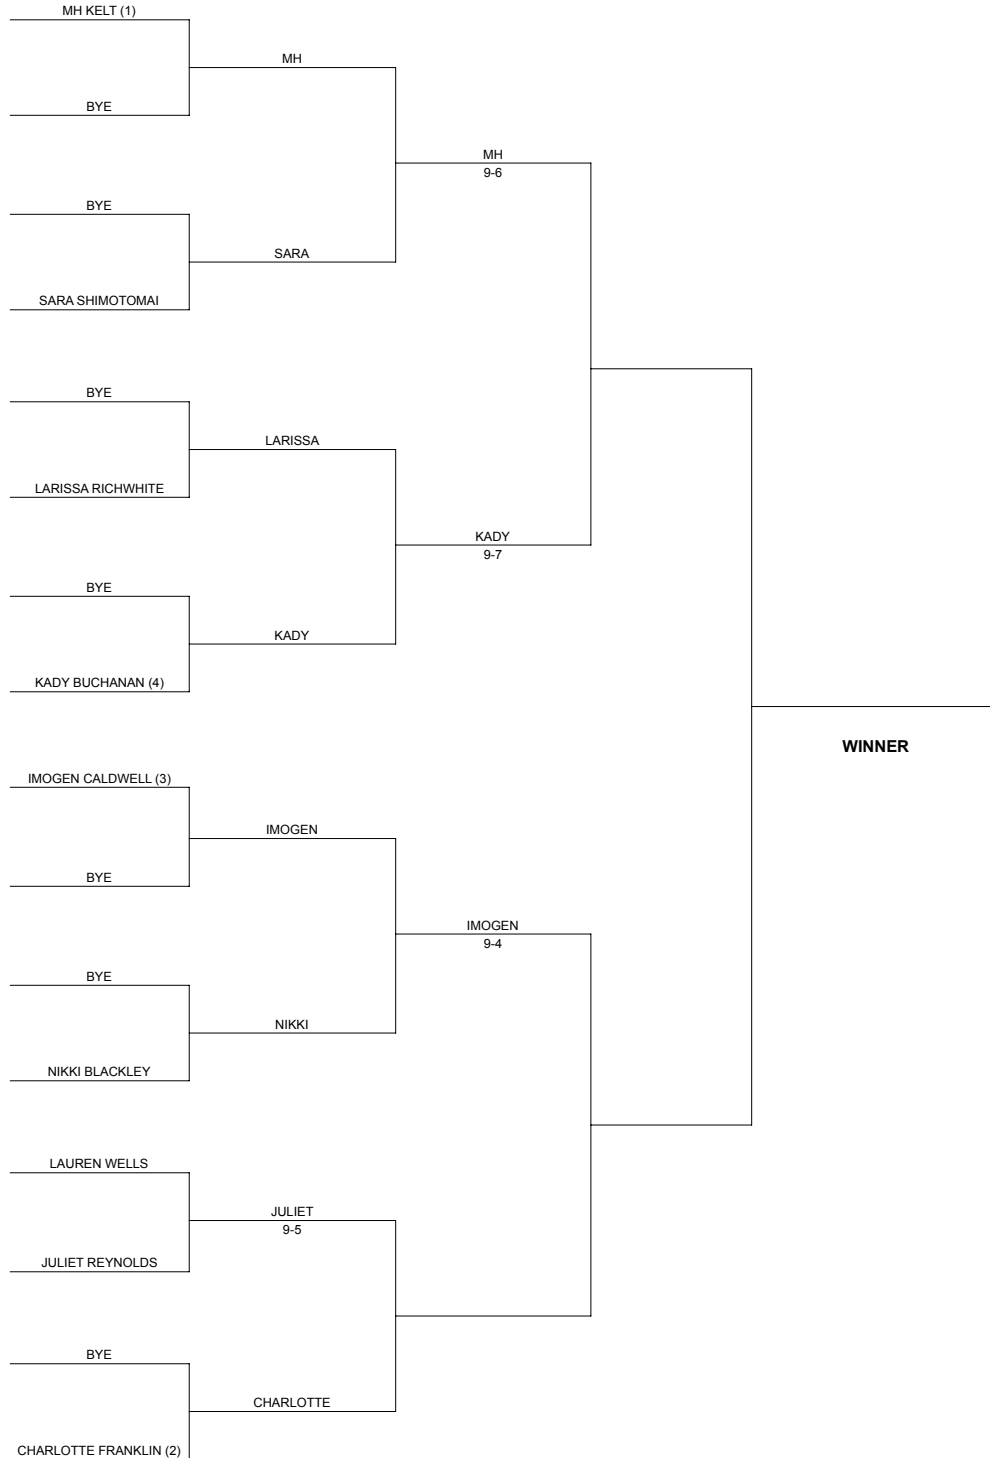 MH KELT (1)
MH
BYE
MH
9-6
BYE
SARA
SARA SHIMOTOMAI
BYE
LARISSA
LARISSA RICHWHITE
KADY
9-7
BYE
KADY
KADY BUCHANAN (4)
WINNER
IMOGEN CALDWELL (3)
IMOGEN
BYE
IMOGEN
9-4
BYE
NIKKI
NIKKI BLACKLEY
LAUREN WELLS
JULIET
9-5
JULIET REYNOLDS
BYE
CHARLOTTE
CHARLOTTE FRANKLIN (2)